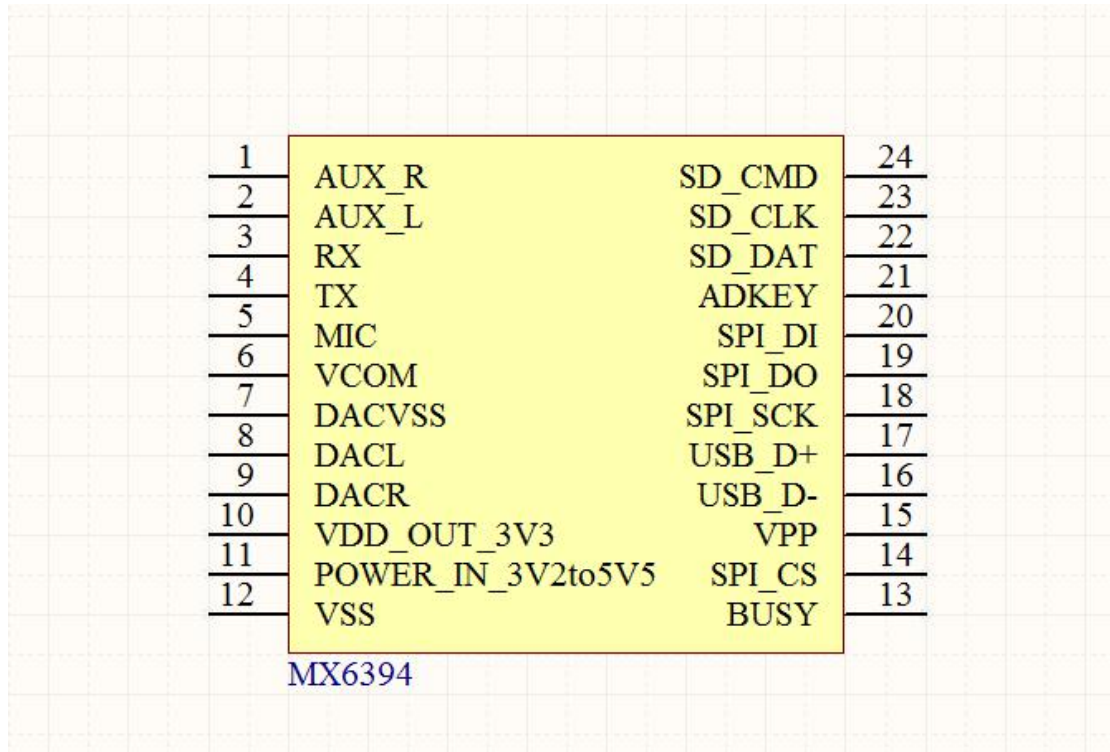 1 AUX_R SD_CMD 24
2 AUX_L SD_CLK 23
3 RX SD_DAT 22
4 TX ADKEY 21
5 MIC SPI_DI 20
6 VCOM SPI_DO 19
7 DACVSS SPI_SCK 18
8 DACL USB_D+ 17
9 DACR USB_D- 16
10 VDD_OUT_3V3 VPP 15
11 POWER_IN_3V2to5V5 SPI_CS 14
12 VSS BUSY 13
MX6394